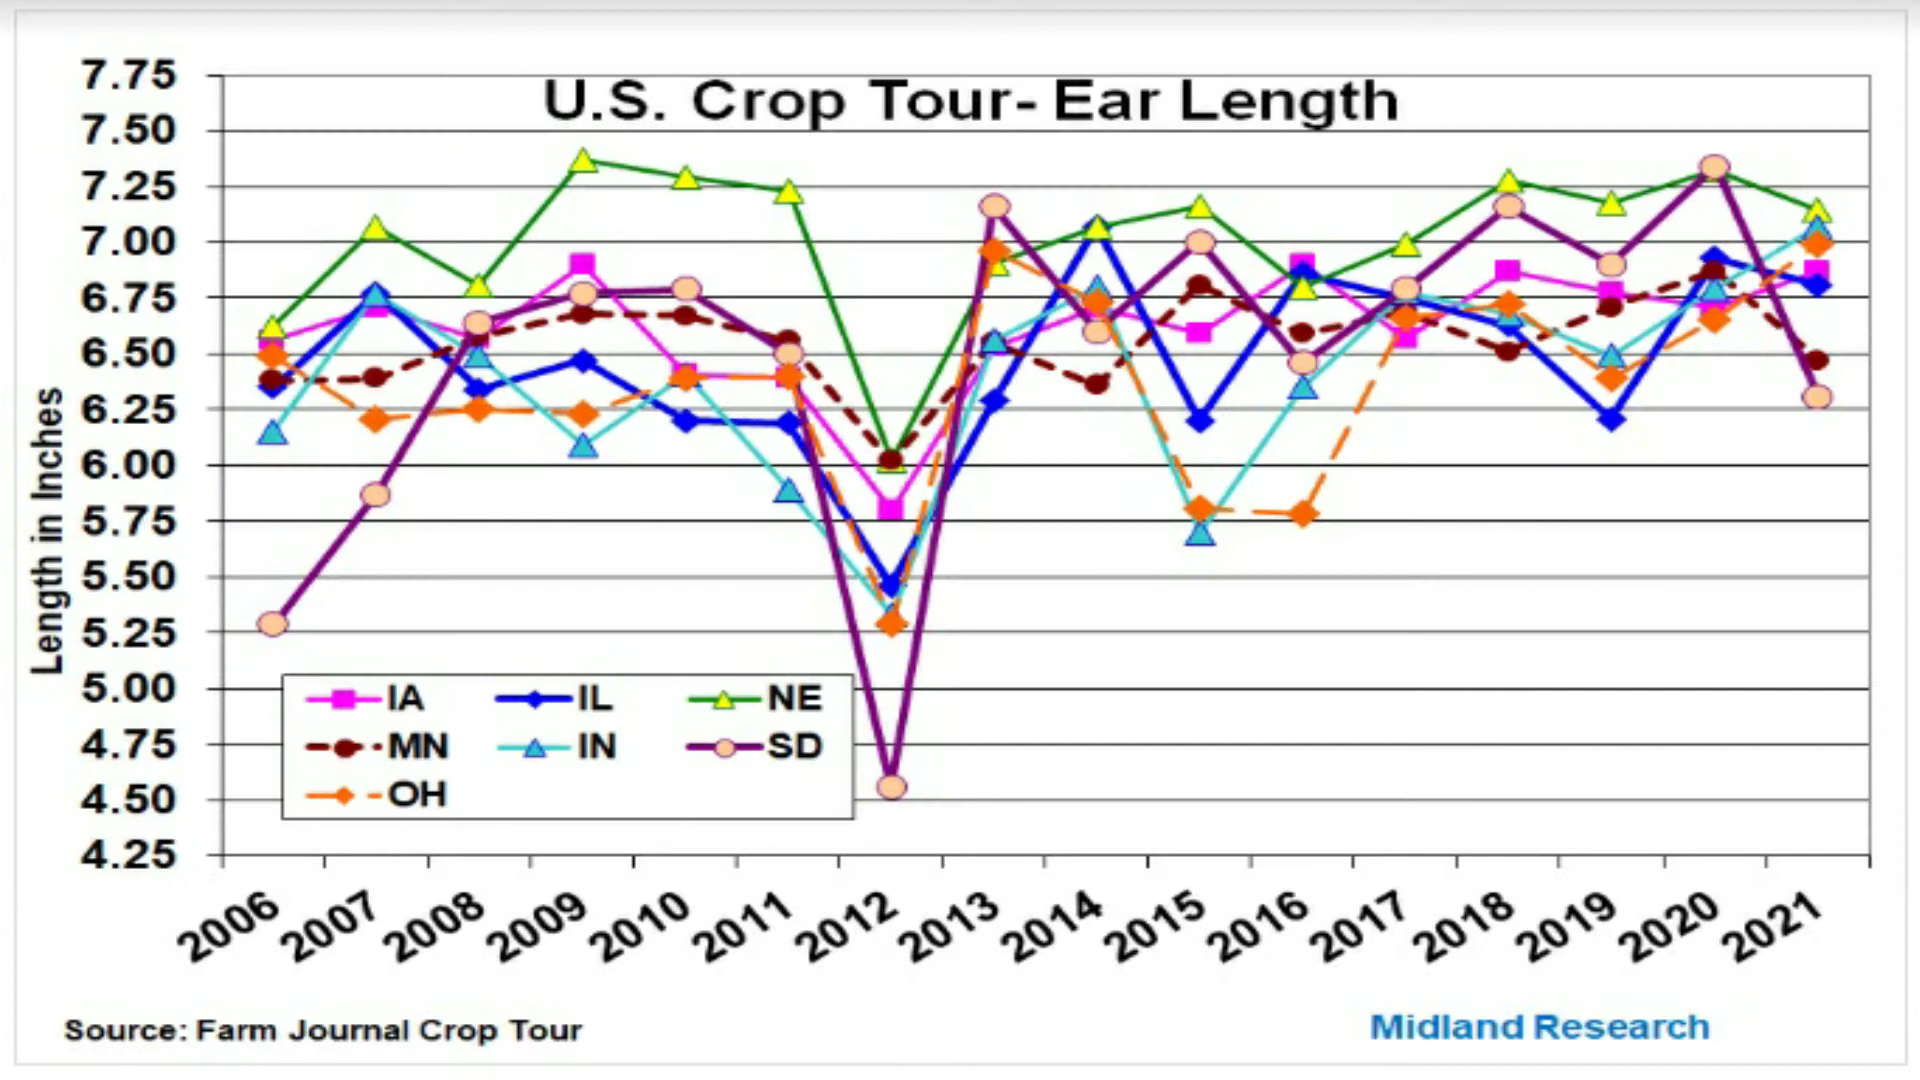 U.S. Crop Tour- Ear Length
Length in Inches
7.75
7.50
7.25
7.00
6.75
6.50
6.25
6.00
5.75
5.50
5.25
5.00
4.75
4.50
4.25
IA IL NE
MN IN SD
OH
2006 2007 2008 2009 2010 2011 2012 2013 2014 2015 2016 2017 2018 2019 2020 2021
Source: Farm Journal Crop Tour
Midland Research